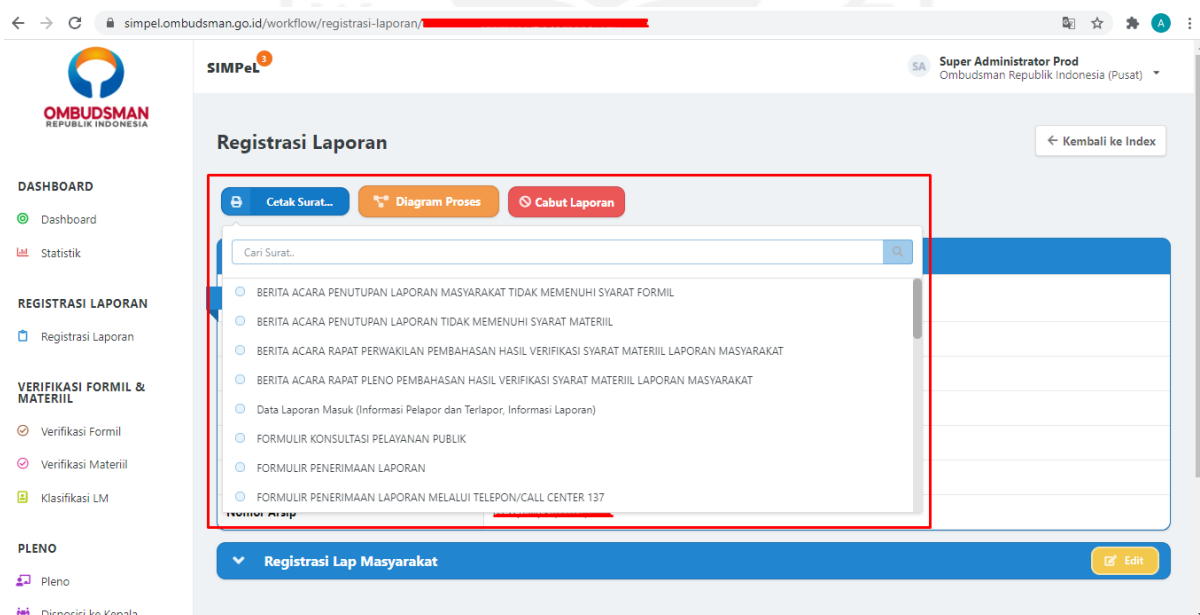 simpel.ombudsman.go.id/workflow/registrasi-laporan/
A
OMBUDSMAN
REPUBLIK INDONESIA
SIMPeL 3
SA
Super Administrator Prod
Ombudsman Republik Indonesia (Pusat)
Registrasi Laporan
Kembali ke Index
DASHBOARD
Dashboard
Statistik
REGISTRASI LAPORAN
Registrasi Laporan
VERIFIKASI FORMIL &
MATERIIL
Verifikasi Formil
Verifikasi Materiil
Klasifikasi LM
PLENO
Pleno
Disposisi ke Kepala
Cetak Surat...
Diagram Proses
Cabut Laporan
Cari Surat..
BERITA ACARA PENUTUPAN LAPORAN MASYARAKAT TIDAK MEMENUHI SYARAT FORMIL
BERITA ACARA PENUTUPAN LAPORAN TIDAK MEMENUHI SYARAT MATERIIL
BERITA ACARA RAPAT PERWAKILAN PEMBAHASAN HASIL VERIFIKASI SYARAT MATERIIL LAPORAN MASYARAKAT
BERITA ACARA RAPAT PLENO PEMBAHASAN HASIL VERIFIKASI SYARAT MATERIIL LAPORAN MASYARAKAT
Data Laporan Masuk (Informasi Pelapor dan Terlapor, Informasi Laporan)
FORMULIR KONSULTASI PELAYANAN PUBLIK
FORMULIR PENERIMAAN LAPORAN
FORMULIR PENERIMAAN LAPORAN MELALUI TELEPON/CALL CENTER 137
Nomor Arsip
Registrasi Lap Masyarakat
Edit